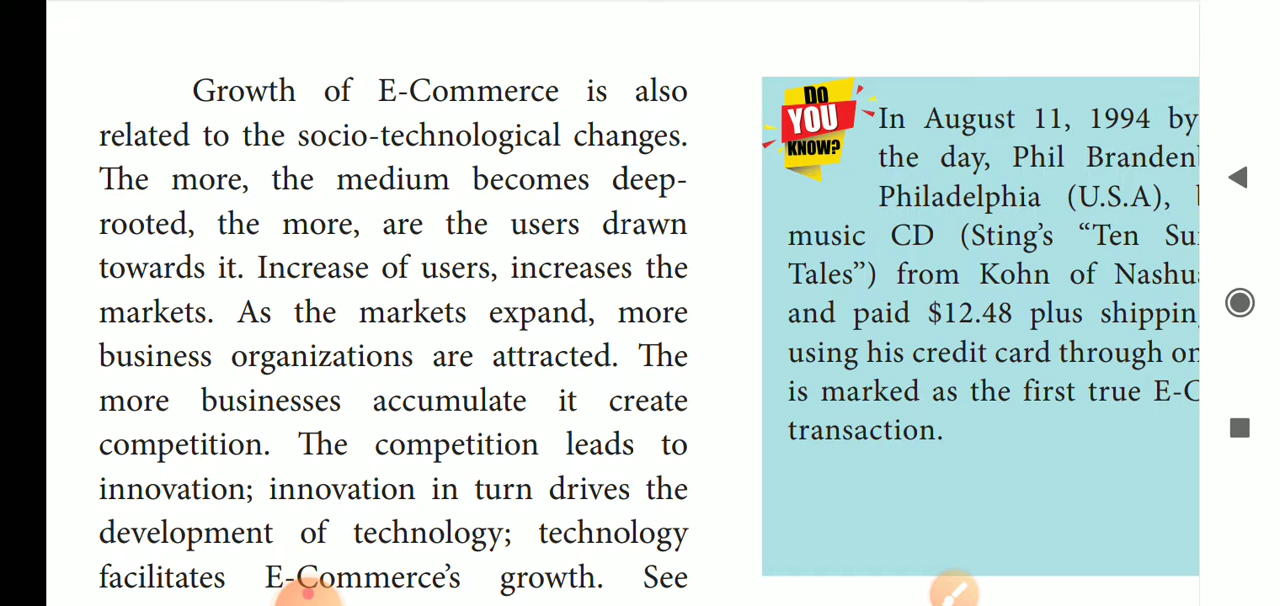 Growth of E-Commerce is also
related to the socio-technological changes.
The more, the medium becomes deep-
rooted, the more, are the users drawn
towards it. Increase of users, increases the
markets. As the markets expand, more
business organizations are attracted. The
more businesses accumulate it create
competition. The competition leads to
innovation; innovation in turn drives the
development of technology; technology
facilitates E-Commerce's growth. See
DO
YOU
KNOW?
In August 11, 1994 by
the day, Phil
Philadelphia (U.S.A),
music CD (Sting's “Ten
Tales”) from Kohn of
and paid $12.48 plus
using his credit card through
is marked as the first true
transaction.